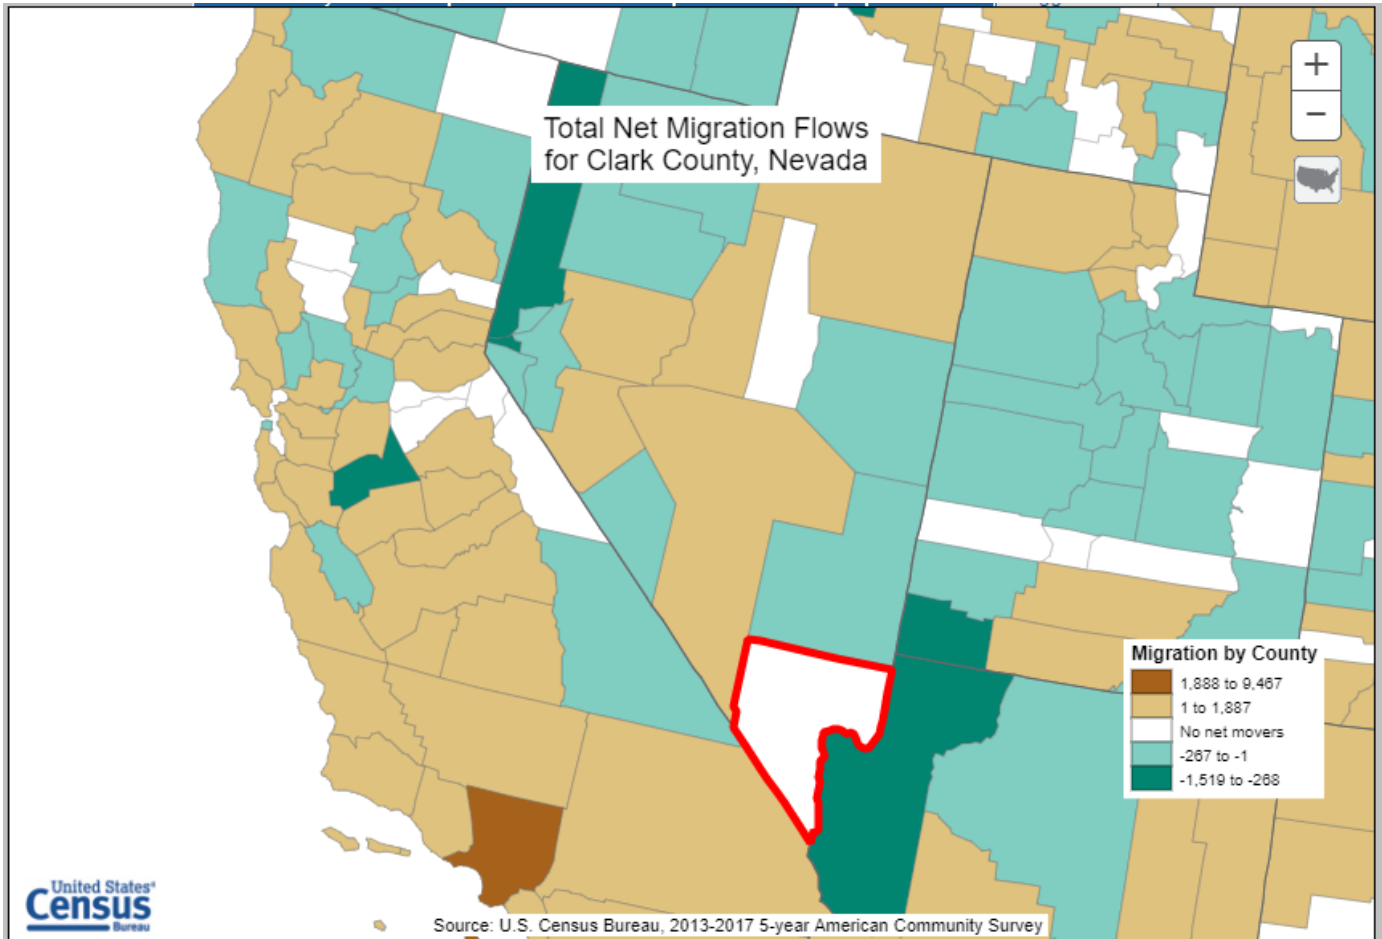 Total Net Migration Flows
for Clark County, Nevada
+
−
Migration by County
1,888 to 9,467
1 to 1,887
No net movers
-267 to -1
-1,519 to -268
United States®
Census
Bureau
Source: U.S. Census Bureau, 2013-2017 5-year American Community Survey